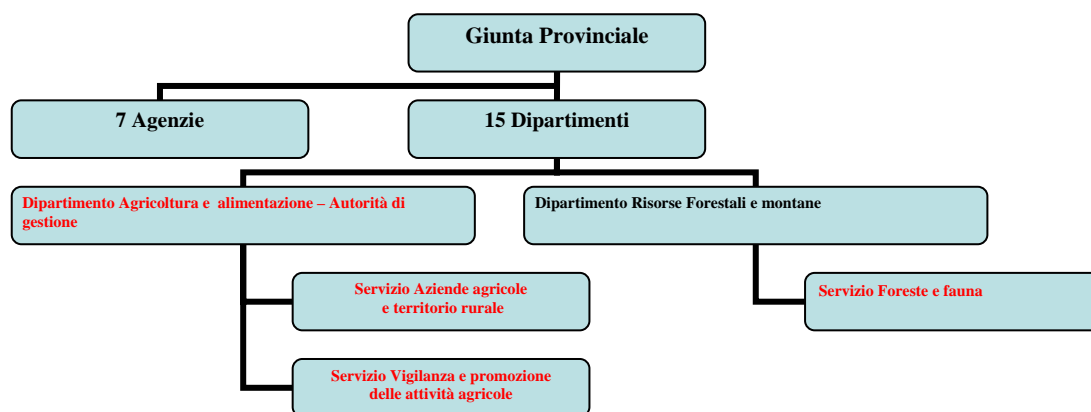 Giunta Provinciale
7 Agenzie
15 Dipartimenti
Dipartimento Agricoltura e alimentazione – Autorità di
gestione
Dipartimento Risorse Forestali e montane
Servizio Aziende agricole
e territorio rurale
Servizio Foreste e fauna
Servizio Vigilanza e promozione
delle attività agricole